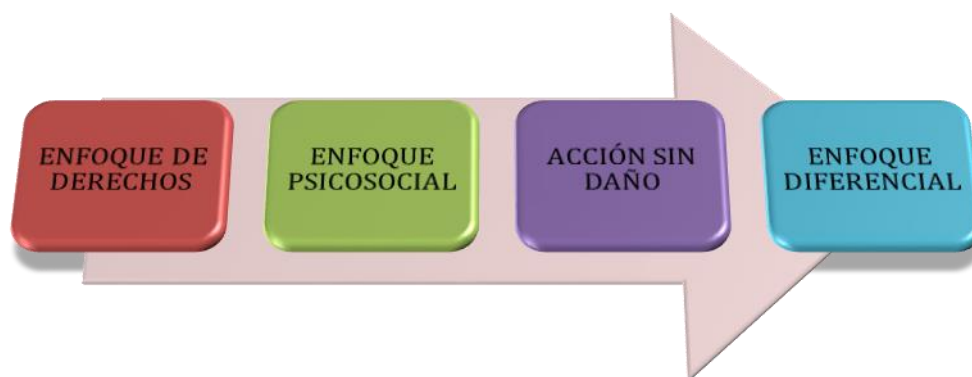 ENFOQUE DE
DERECHOS
ENFOQUE
PSICOSOCIAL
ACCIÓN SIN
DAÑO
ENFOQUE
DIFERENCIAL